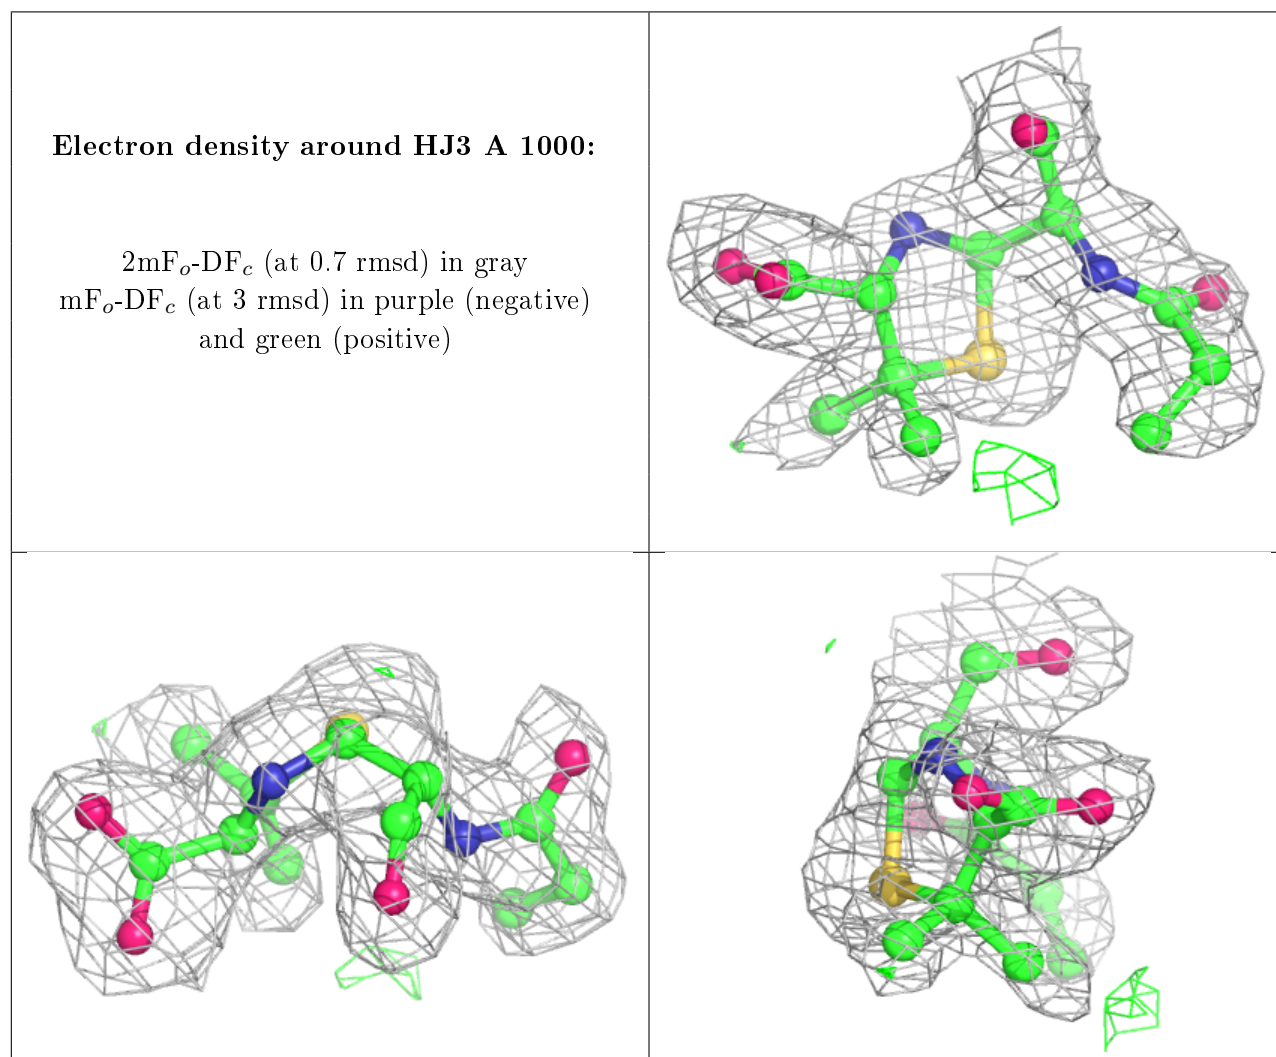 Electron density around HJ3 A 1000:
2mFₒ-DF𝑐 (at 0.7 rmsd) in gray
mFₒ-DF𝑐 (at 3 rmsd) in purple (negative)
and green (positive)